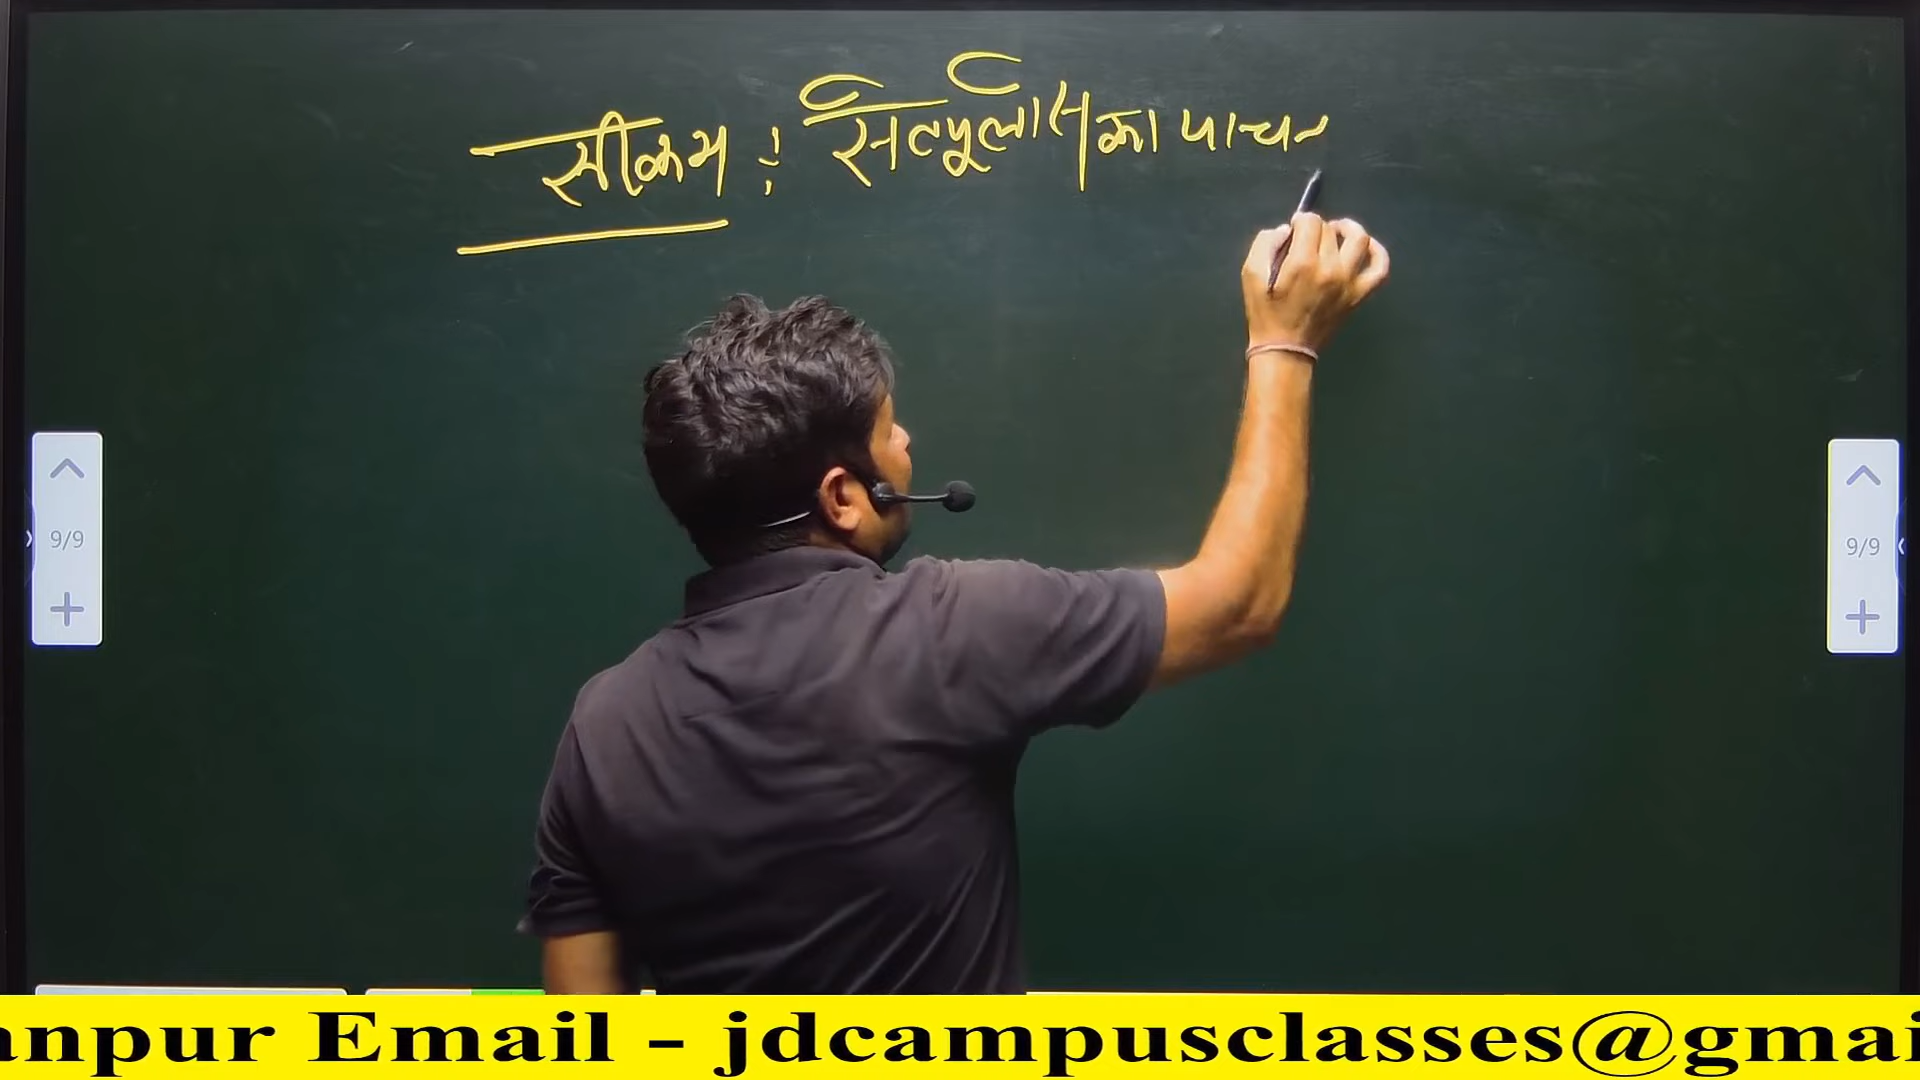 सीकम : सेलूलोस का पाचन
9/9
9/9
anpur Email - jdcampusclasses@gmai